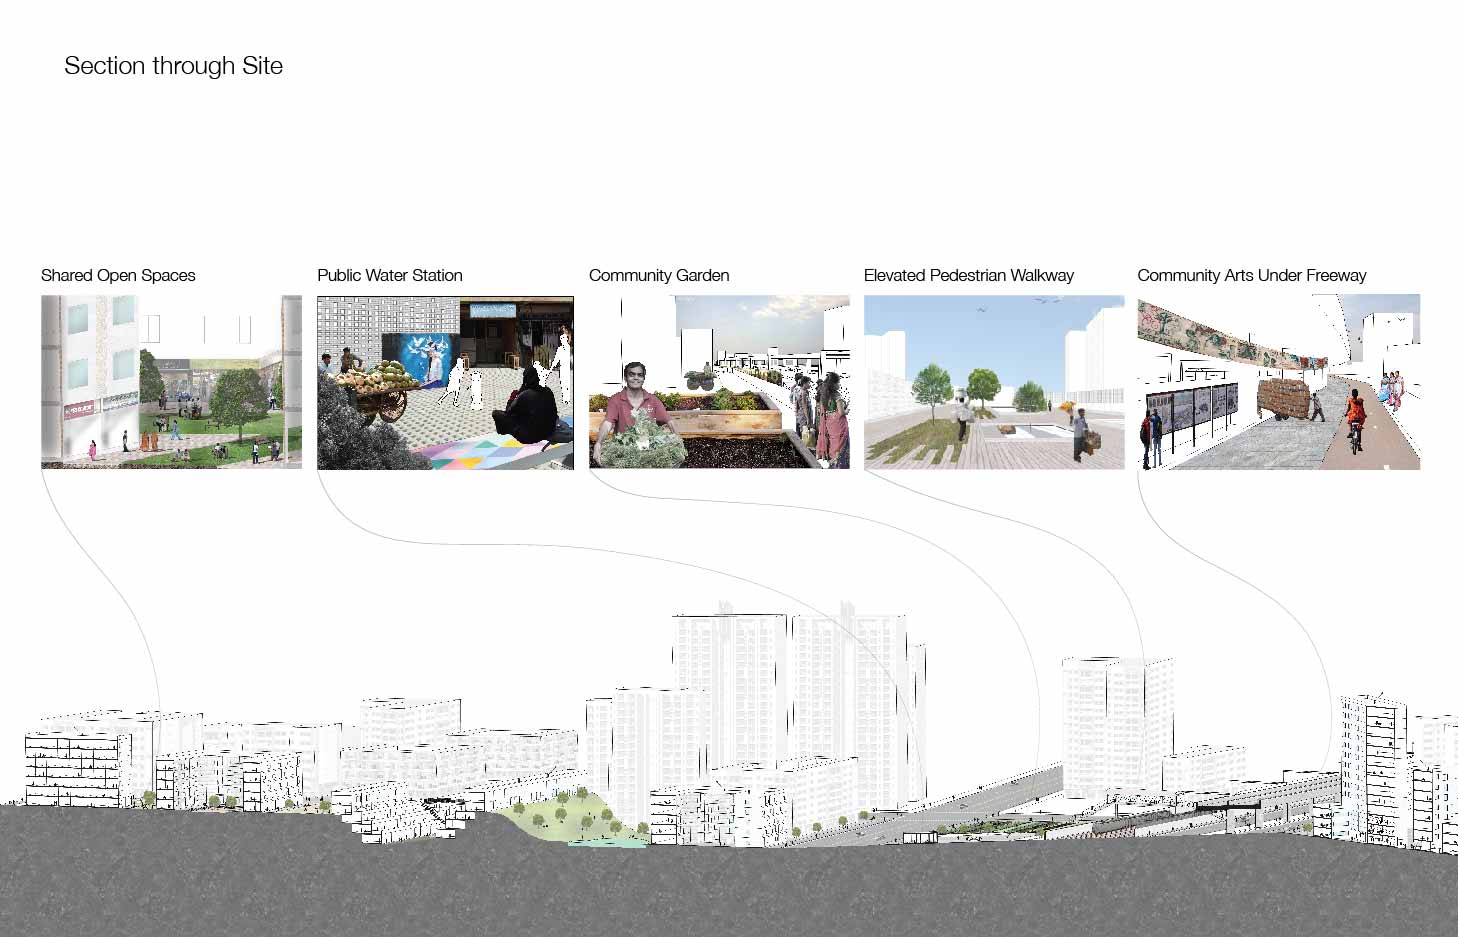 Section through Site
Shared Open Spaces
Public Water Station
Community Garden
Elevated Pedestrian Walkway
Community Arts Under Freeway